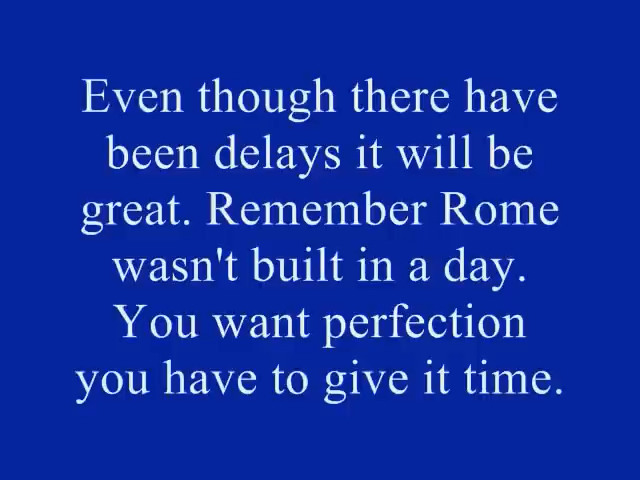 Even though there have
been delays it will be
great. Remember Rome
wasn't built in a day.
You want perfection
you have to give it time.